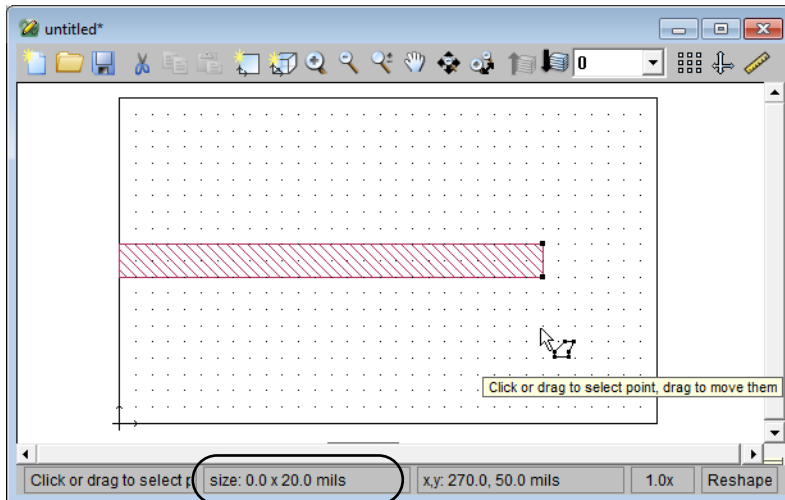 untitled*
0
Click or drag to select point, drag to move them
Click or drag to select p
size: 0.0 x 20.0 mils
x,y: 270.0, 50.0 mils
1.0x
Reshape